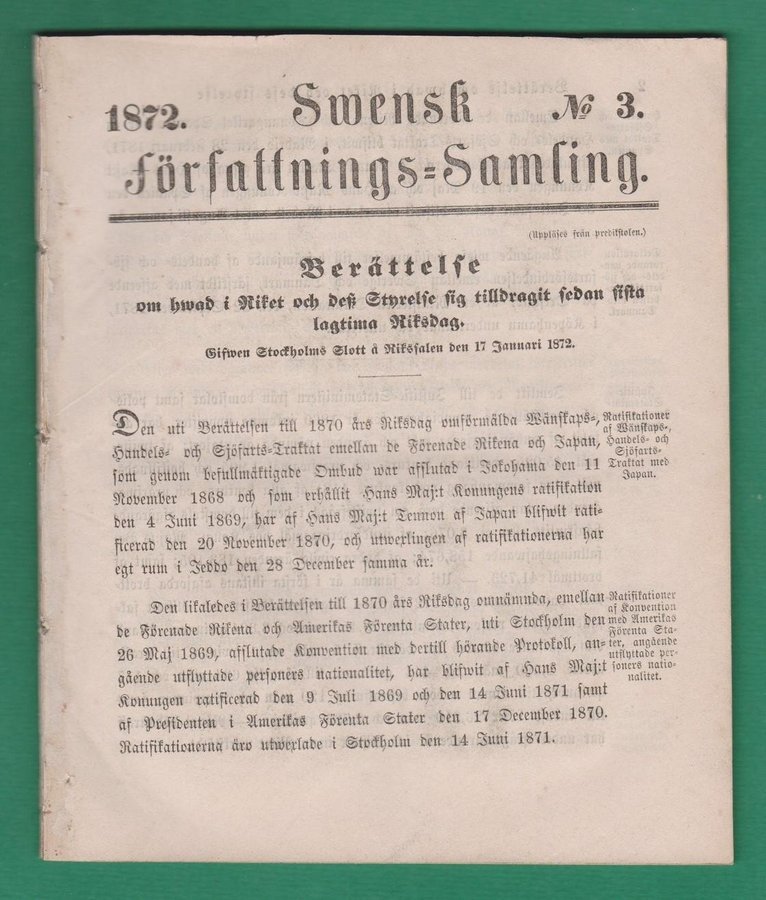 1872.
Swensk
№ 3.
Författnings-Samling.
(Uppläses från predikstolen.)
Berättelse
om hwad i Riket och deß Styrelse sig tilldragit sedan sista
lagtima Riksdag.
Gifwen Stockholms Slott å Rikssalen den 17 Januari 1872.
Den uti Berättelsen till 1870 års Riksdag omförmälda Wänskaps-,
Handels- och Sjöfarts-Traktat emellan de Förenade Rikena och Japan,
som genom befullmäktigade Ombud war afslutad i Jokohama den 11
November 1868 och som erhållit Hans Maj:t Konungens ratifikation
den 4 Juni 1869, har af Hans Maj:t Tennon af Japan blifwit rati-
ficerad den 20 November 1870, och utwexlingen af ratifikationerna har
egt rum i Jeddo den 28 December samma år.
Ratifikationer
af Wänskaps-,
Handels- och
Sjöfarts-
Traktat med
Japan.
Den likaledes i Berättelsen till 1870 års Riksdag omnämnda, emellan
de Förenade Rikena och Amerikas Förenta Stater, uti Stockholm den
26 Maj 1869, afslutade Konvention med dertill hörande Protokoll, an-
gående utflyttade personers nationalitet, har blifwit af Hans Maj:t
Konungen ratificerad den 9 Juli 1869 och den 14 Juni 1871 samt
af Presidenten i Amerikas Förenta Stater den 17 December 1870.
Ratifikationerna äro utwexlade i Stockholm den 14 Juni 1871.
Ratifikationer
af Konvention
med Amerikas
Förenta Sta-
ter, angående
utflyttade per-
soners natio-
nalitet.